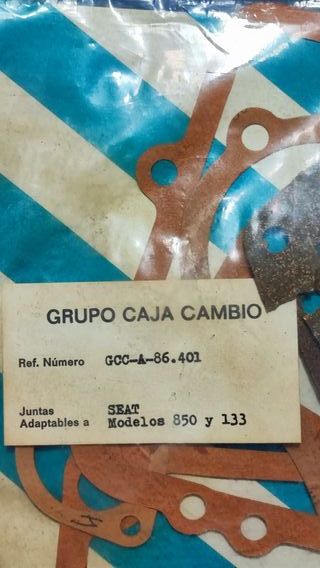 GRUPO CAJA CAMBIO
Ref. Número GCC-A-86.401
Juntas SEAT
Adaptables a Modelos 850 y 133